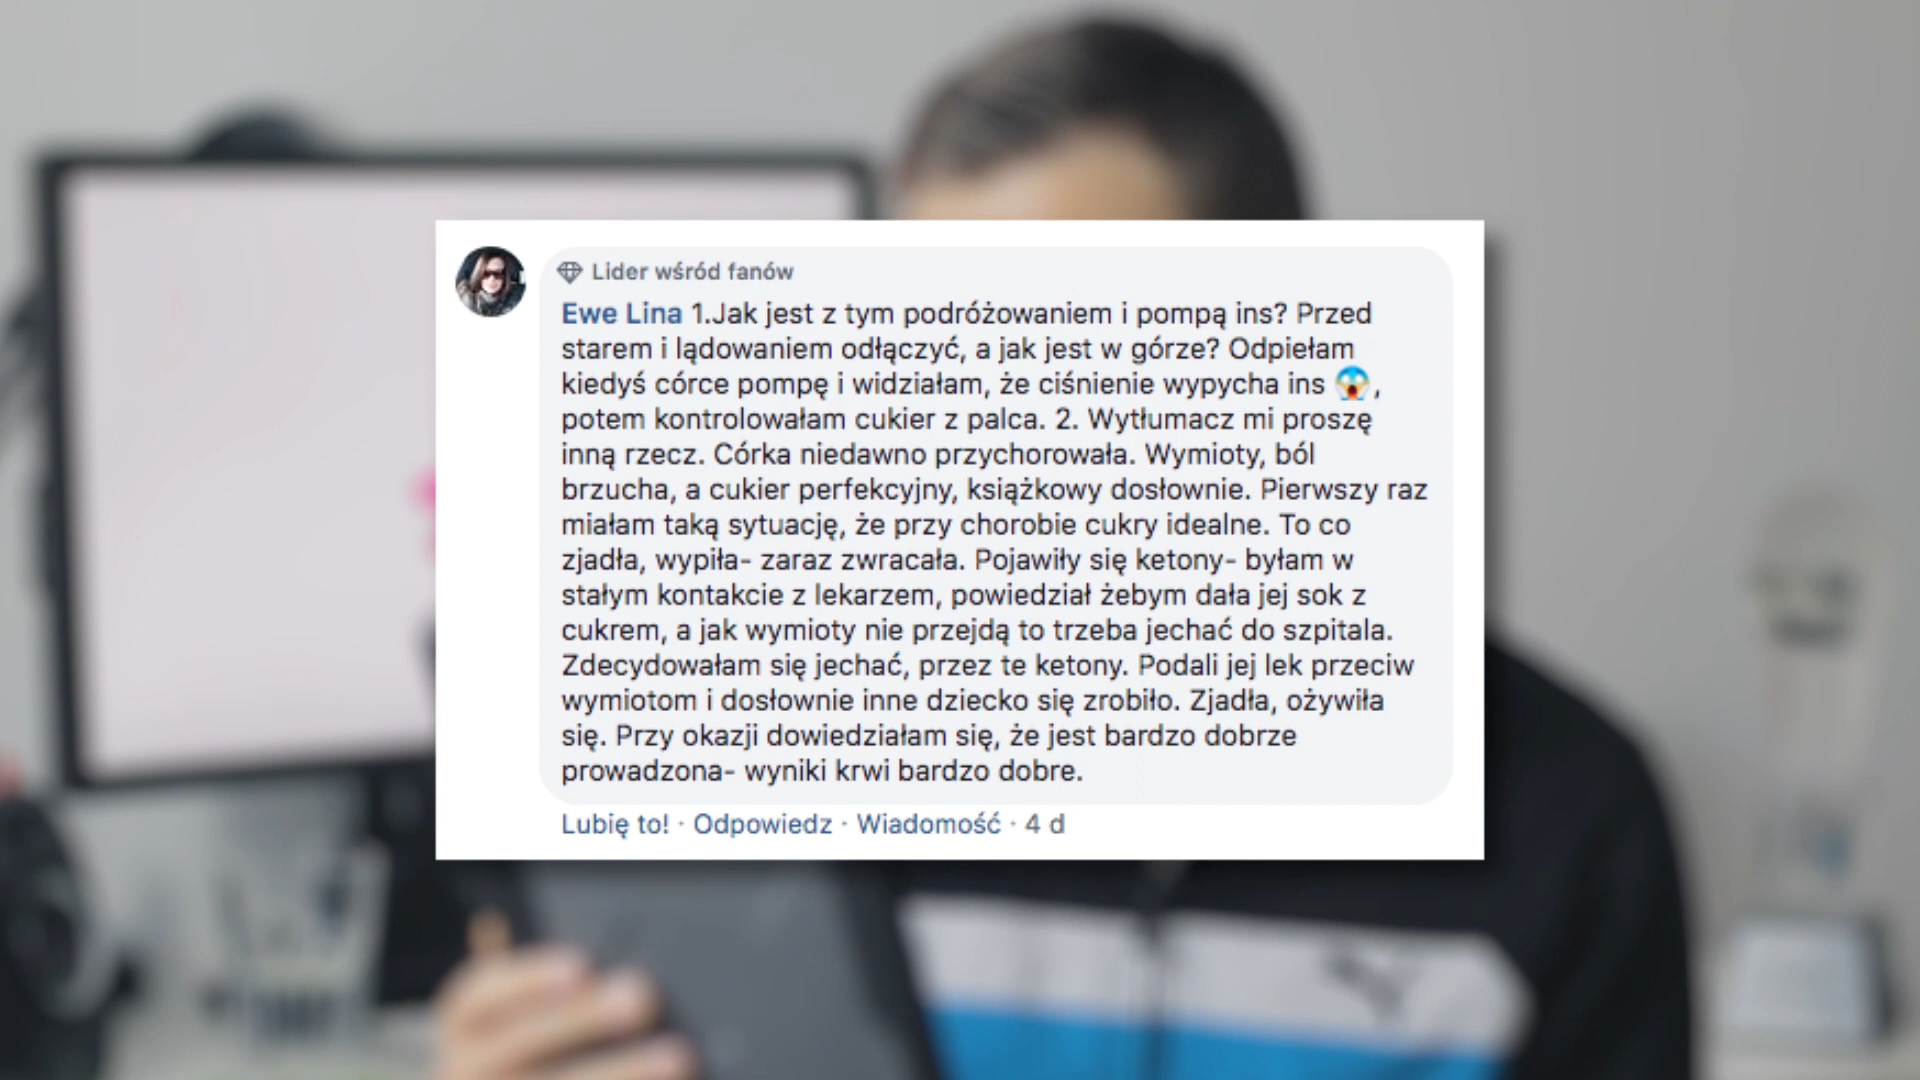 Lider wśród fanów
Ewe Lina 1.Jak jest z tym podróżowaniem i pompą ins? Przed
starem i lądowaniem odłączyć, a jak jest w górze? Odpiełam
kiedyś córce pompę i widziałam, że ciśnienie wypycha ins 😱,
potem kontrolowałam cukier z palca. 2. Wytłumacz mi proszę
inną rzecz. Córka niedawno przychorowała. Wymioty, ból
brzucha, a cukier perfekcyjny, książkowy dosłownie. Pierwszy raz
miałam taką sytuację, że przy chorobie cukry idealne. To co
zjadła, wypiła- zaraz zwracała. Pojawiły się ketony- byłam w
stałym kontakcie z lekarzem, powiedział żebym dała jej sok z
cukrem, a jak wymioty nie przejdą to trzeba jechać do szpitala.
Zdecydowałam się jechać, przez te ketony. Podali jej lek przeciw
wymiotom i dosłownie inne dziecko się zrobiło. Zjadła, ożywiła
się. Przy okazji dowiedziałam się, że jest bardzo dobrze
prowadzona- wyniki krwi bardzo dobre.
Lubię to! · Odpowiedz · Wiadomość · 4 d